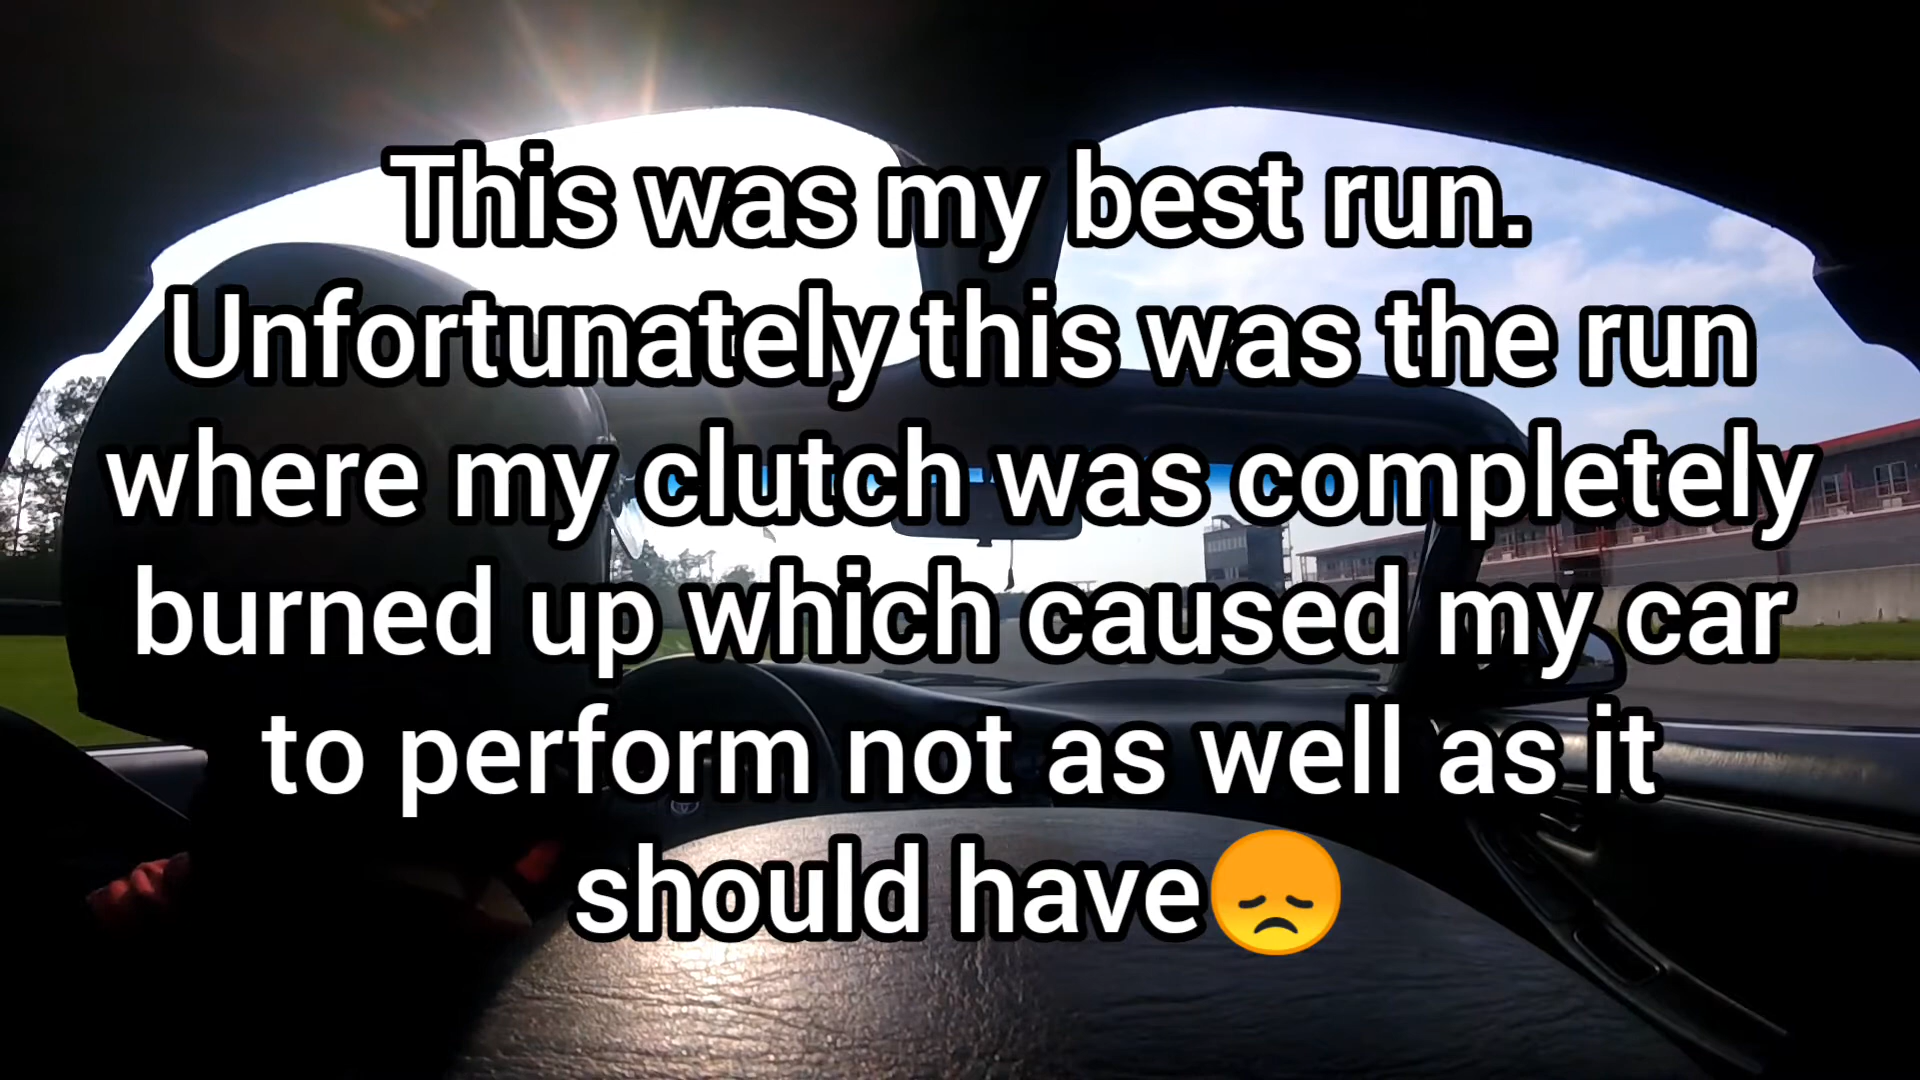 This was my best run.
Unfortunately this was the run
where my clutch was completely
burned up which caused my car
to perform not as well as it
should have😞